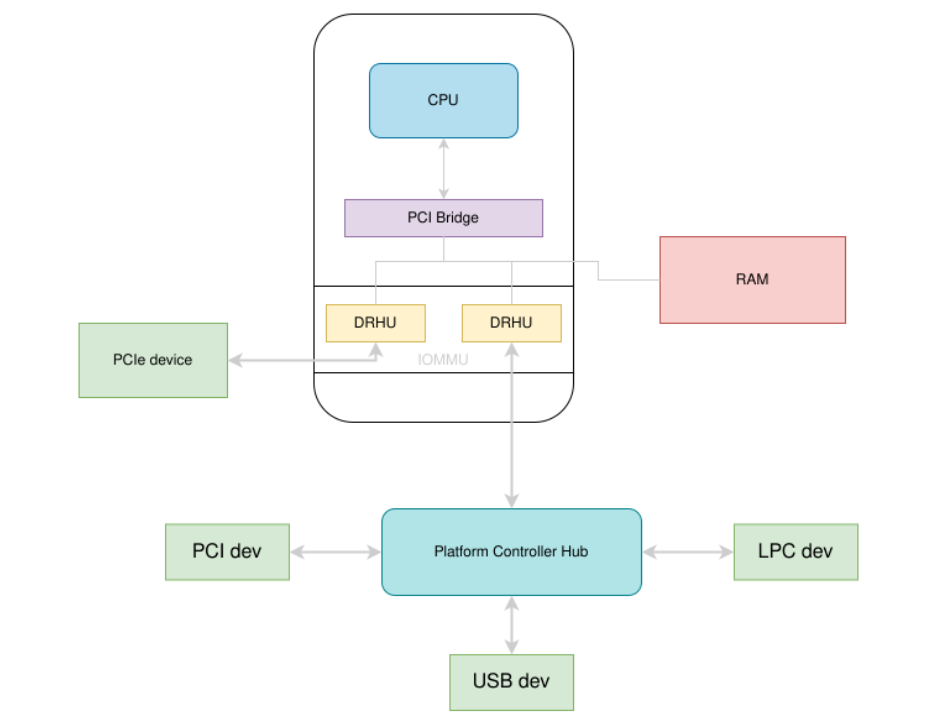 CPU
PCI Bridge
RAM
DRHU
DRHU
IOMMU
PCIe device
PCI dev
Platform Controller Hub
LPC dev
USB dev